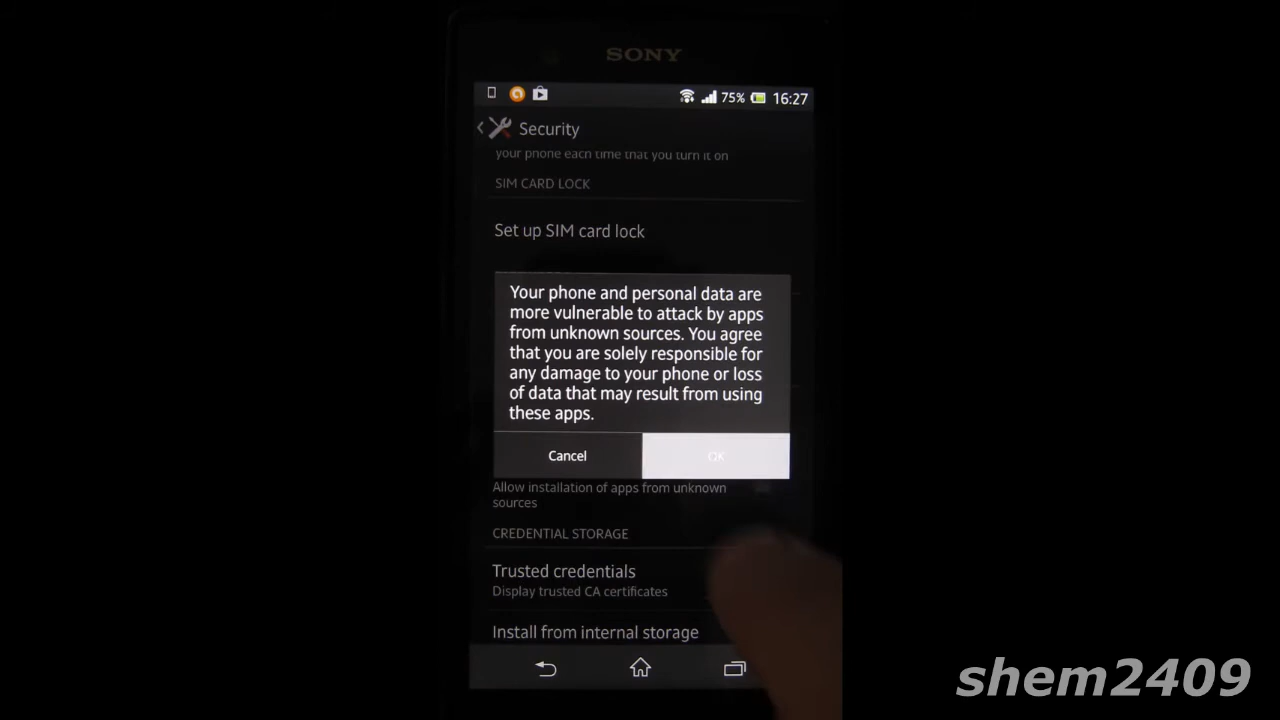 SONY
75% 16:27
Security
your phone each time that you turn it on
SIM CARD LOCK
Set up SIM card lock
Your phone and personal data are
more vulnerable to attack by apps
from unknown sources. You agree
that you are solely responsible for
any damage to your phone or loss
of data that may result from using
these apps.
Cancel OK
Allow installation of apps from unknown
sources
CREDENTIAL STORAGE
Trusted credentials
Display trusted CA certificates
Install from internal storage
shem2409